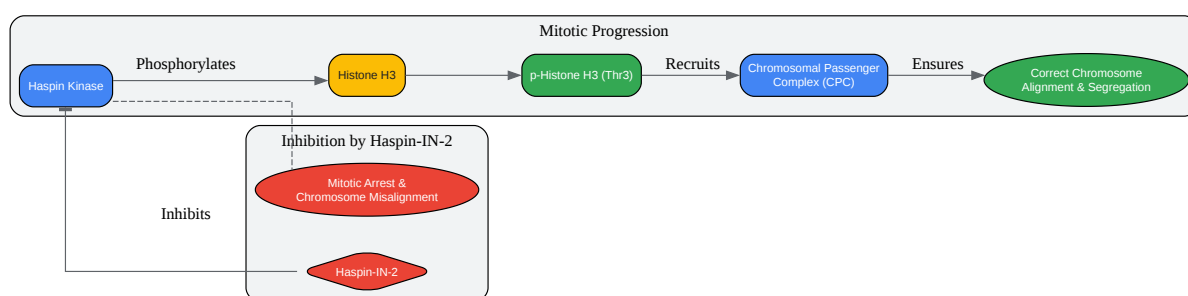 Mitotic Progression
Phosphorylates
Recruits
Ensures
Haspin Kinase
Histone H3
p-Histone H3 (Thr3)
Chromosomal Passenger
Complex (CPC)
Correct Chromosome
Alignment & Segregation
Inhibition by Haspin-IN-2
Mitotic Arrest &
Chromosome Misalignment
Inhibits
Haspin-IN-2